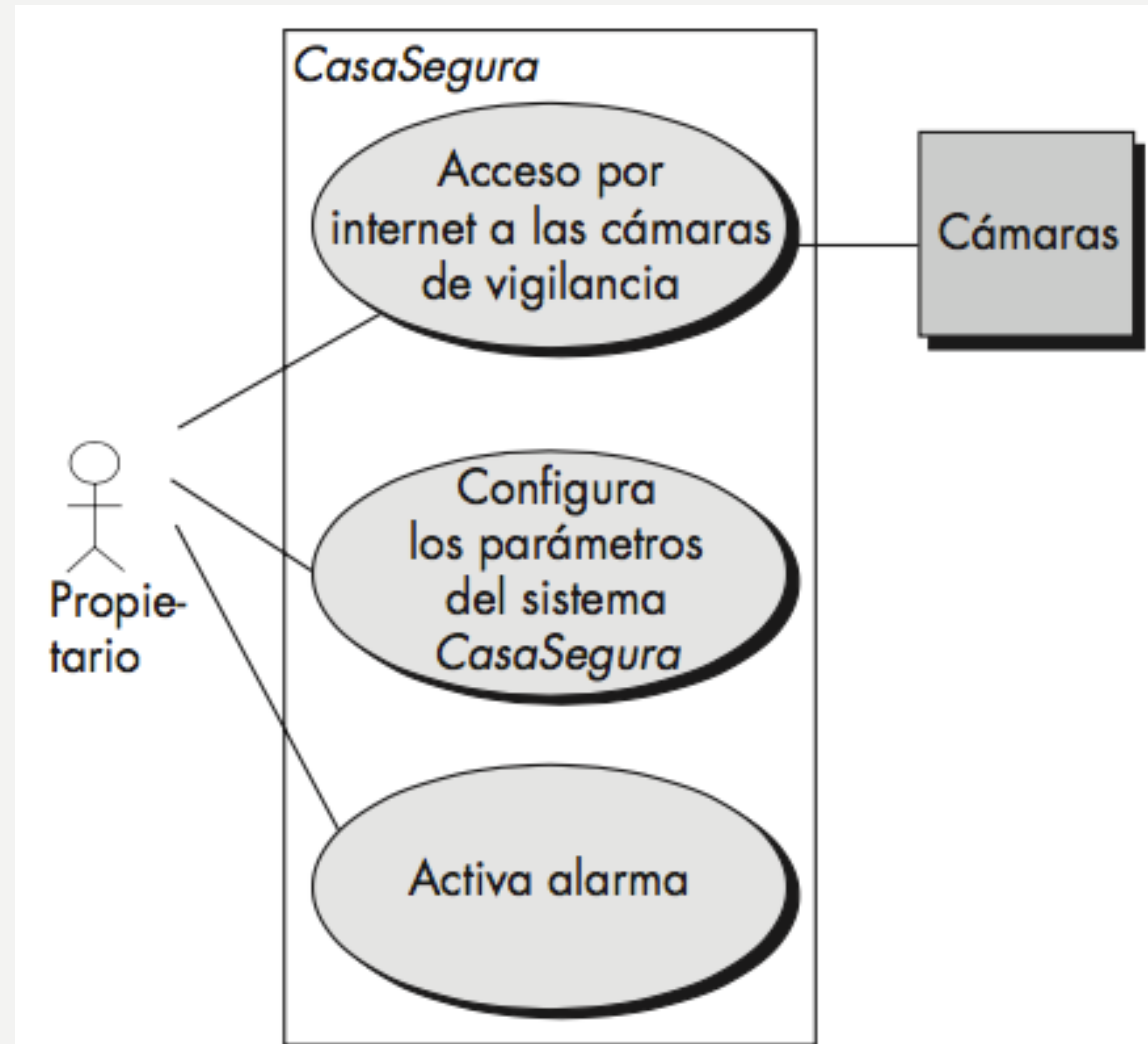 CasaSegura
Acceso por
internet a las cámaras
de vigilancia
Cámaras
Configura
los parámetros
del sistema
CasaSegura
Propie-
tario
Activa alarma